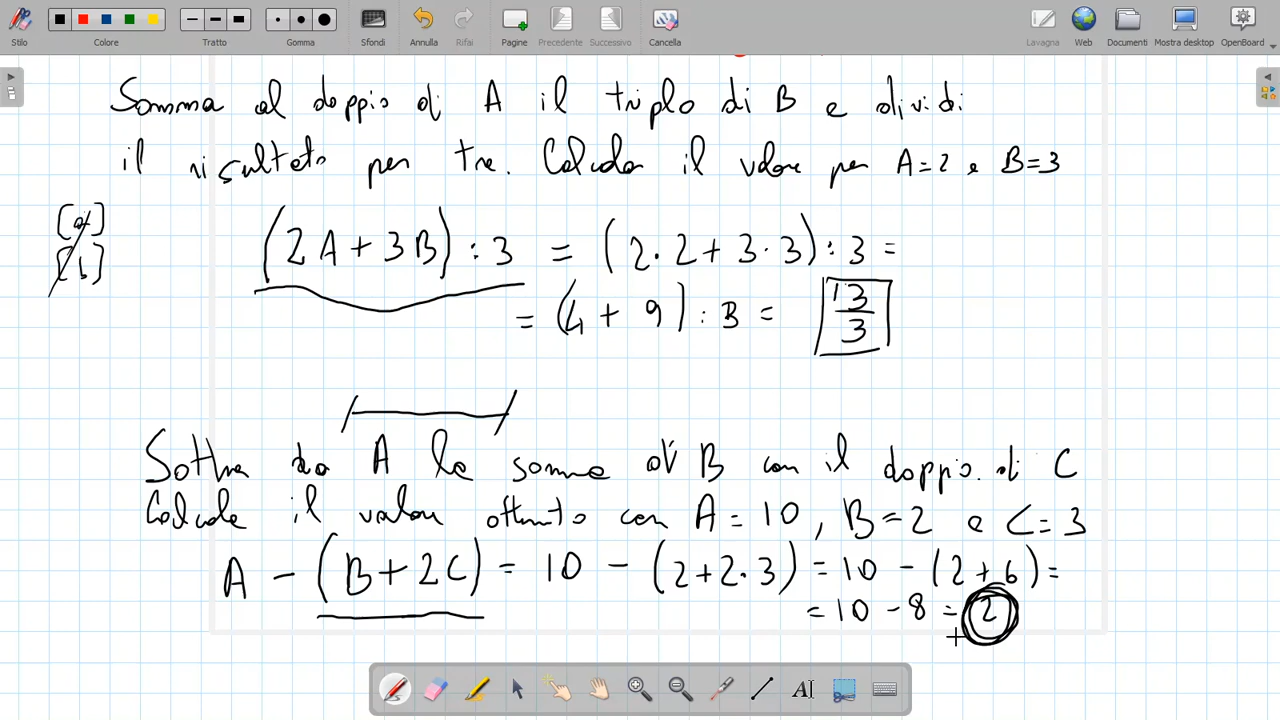 Stilo Colore Tratto Gomma Sfondi Annulla Rifai Pagine Precedente Successivo Cancella Lavagna Web Documenti Mostra desktop OpenBoard
Somma al doppio di A il triplo di B e dividi
il risultato per tre. Calcola il valore per A=2 e B=3
[a]
[b]
(2A + 3B) : 3 = (2·2 + 3·3) : 3 =
= (4 + 9) : 3 = 13/3
Sottrai da A la somma di B con il doppio di C
Calcola il valore ottenuto con A = 10, B = 2 e C = 3
A - (B + 2C) = 10 - (2+2·3) = 10 - (2+6) =
= 10 - 8 = 2
AI